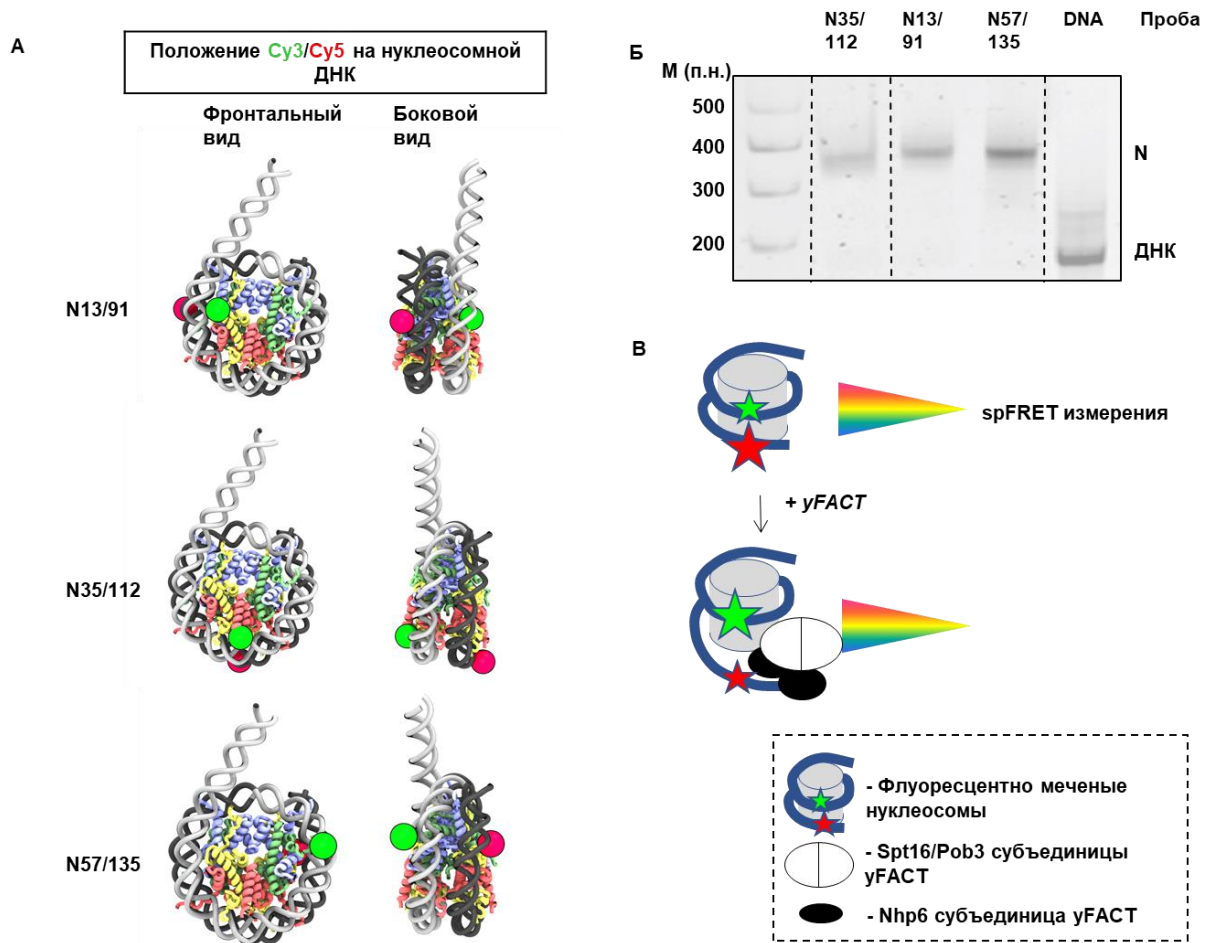 А
Положение Cy3/Cy5 на нуклеосомной
ДНК
Фронтальный
вид
Боковой
вид
N13/91
N35/112
N57/135
Б
N35/
112
N13/
91
N57/
135
DNA
Проба
М (п.н.)
500
400
300
200
N
ДНК
В
spFRET измерения
+ yFACT
- Флуоресцентно меченые
нуклеосомы
- Spt16/Pob3 субъединицы
yFACT
- Nhp6 субъединица yFACT